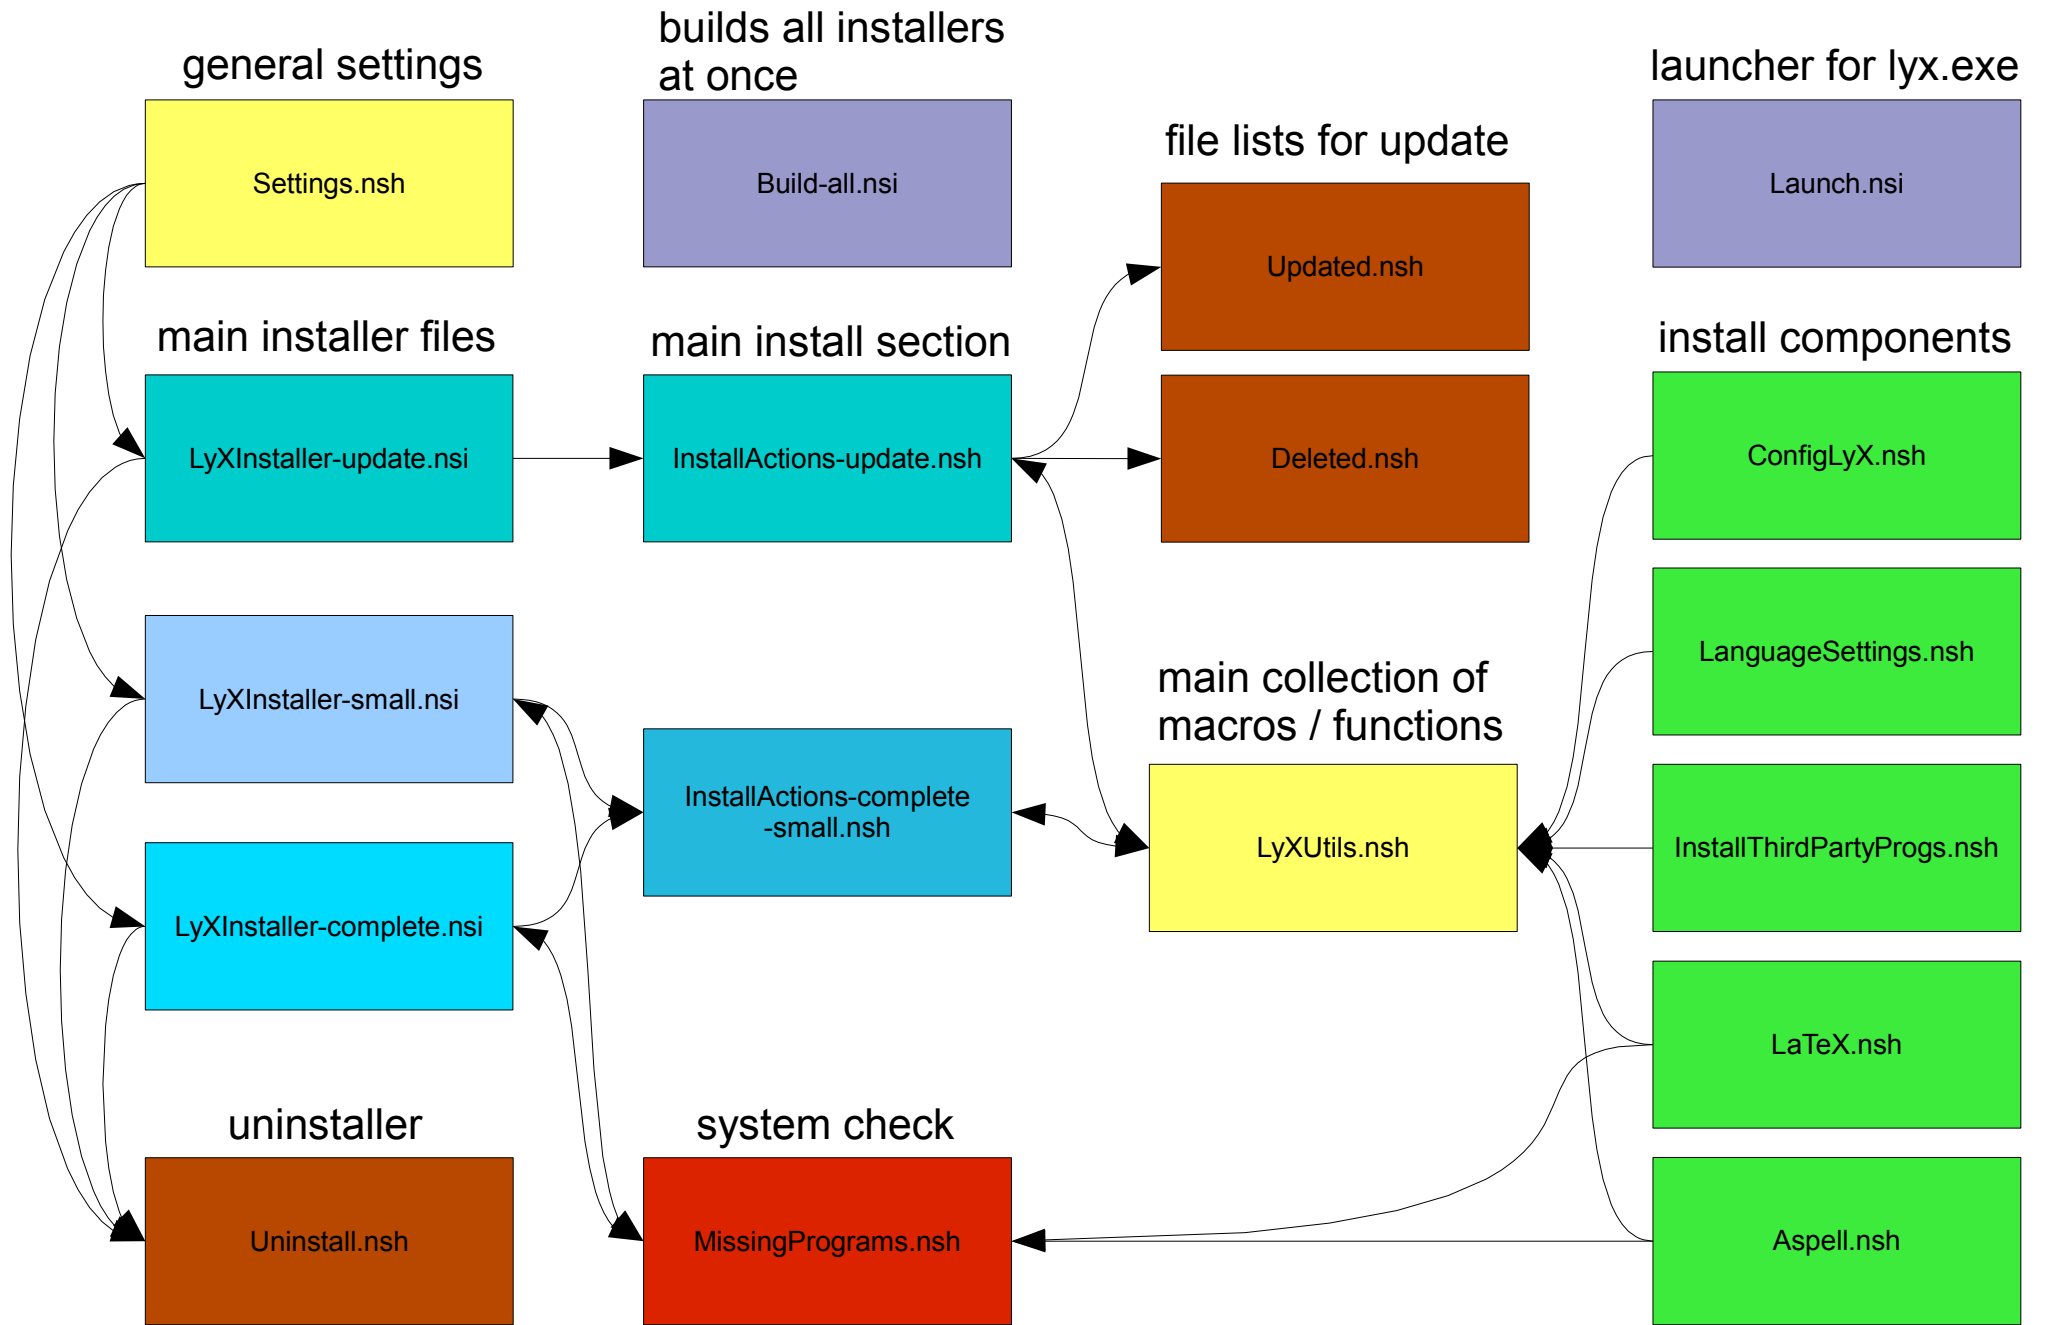 builds all installers
at once
general settings
launcher for lyx.exe
file lists for update
Settings.nsh
Build-all.nsi
Launch.nsi
Updated.nsh
main installer files
main install section
install components
LyXInstaller-update.nsi
InstallActions-update.nsh
Deleted.nsh
ConfigLyX.nsh
LanguageSettings.nsh
main collection of
macros / functions
LyXInstaller-small.nsi
InstallActions-complete
-small.nsh
LyXUtils.nsh
InstallThirdPartyProgs.nsh
LyXInstaller-complete.nsi
LaTeX.nsh
uninstaller
system check
Uninstall.nsh
MissingPrograms.nsh
Aspell.nsh